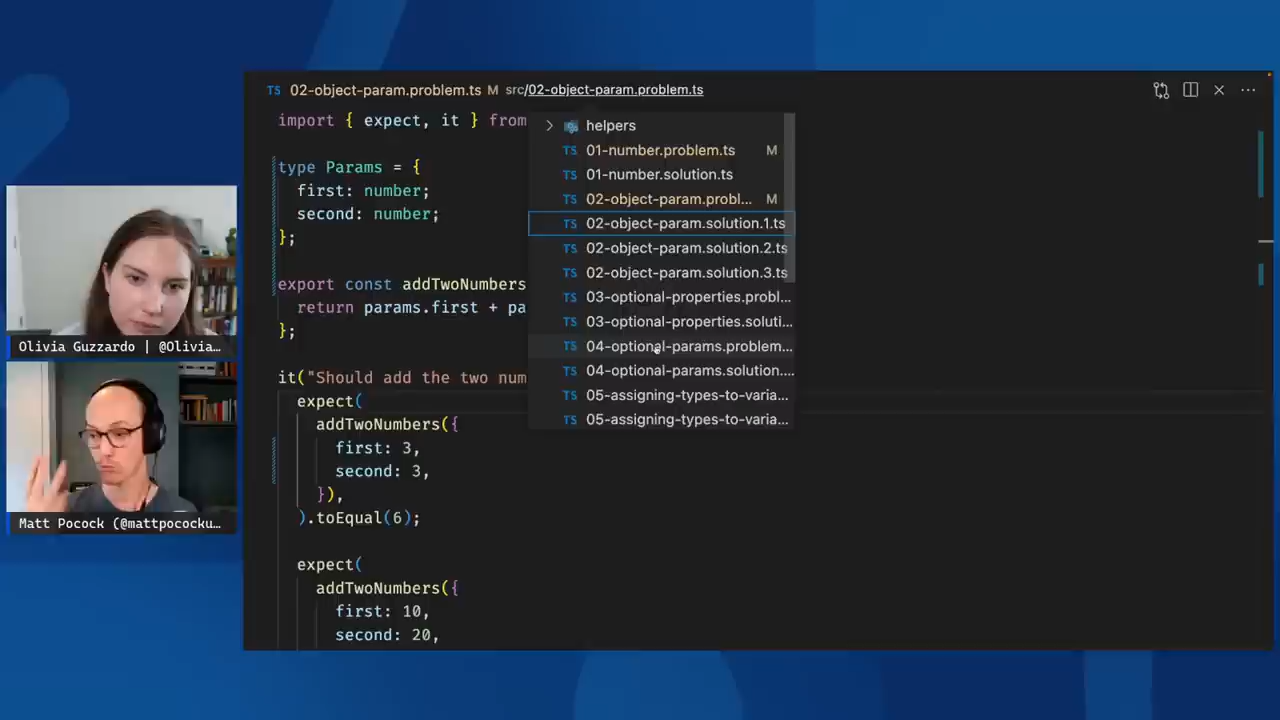 TS 02-object-param.problem.ts M src/02-object-param.problem.ts
import { expect, it } from
type Params = {
first: number;
second: number;
};
export const addTwoNumbers
return params.first + pa
};
it("Should add the two num
expect(
addTwoNumbers({
first: 3,
second: 3,
}),
).toEqual(6);
expect(
addTwoNumbers({
first: 10,
second: 20,
helpers
TS 01-number.problem.ts M
TS 01-number.solution.ts
TS 02-object-param.probl... M
TS 02-object-param.solution.1.ts
TS 02-object-param.solution.2.ts
TS 02-object-param.solution.3.ts
TS 03-optional-properties.probl...
TS 03-optional-properties.soluti...
TS 04-optional-params.problem...
TS 04-optional-params.solution....
TS 05-assigning-types-to-varia...
TS 05-assigning-types-to-varia...
Olivia Guzzardo | @Olivia...
Matt Pocock (@mattpococku...